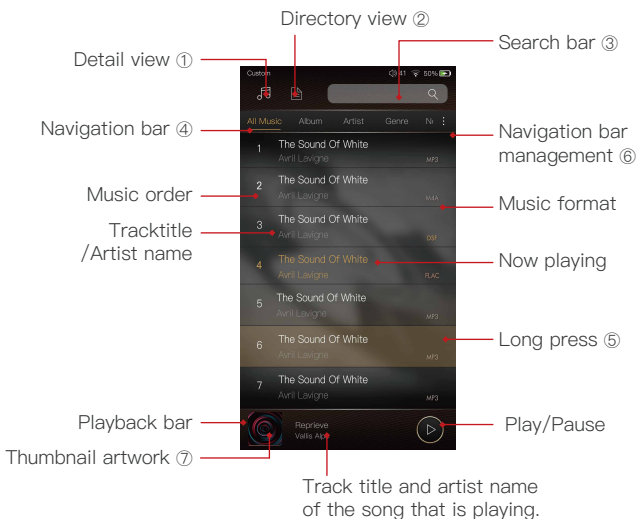 Directory view ②
Detail view ①
Search bar ③
Custom 41 50%
Navigation bar ④
All Music Album Artist Genre
Navigation bar
management ⑥
1 The Sound Of White
Avril Lavigne MP3
Music order
2 The Sound Of White
Avril Lavigne M4A
Music format
Tracktitle
/Artist name
3 The Sound Of White
Avril Lavigne DSF
Now playing
4 The Sound Of White
Avril Lavigne FLAC
5 The Sound Of White
Avril Lavigne MP3
Long press ⑤
6 The Sound Of White
Avril Lavigne MP3
7 The Sound Of White
Avril Lavigne MP3
Playback bar
Reprieve
Vallis Alp
Play/Pause
Thumbnail artwork ⑦
Track title and artist name
of the song that is playing.